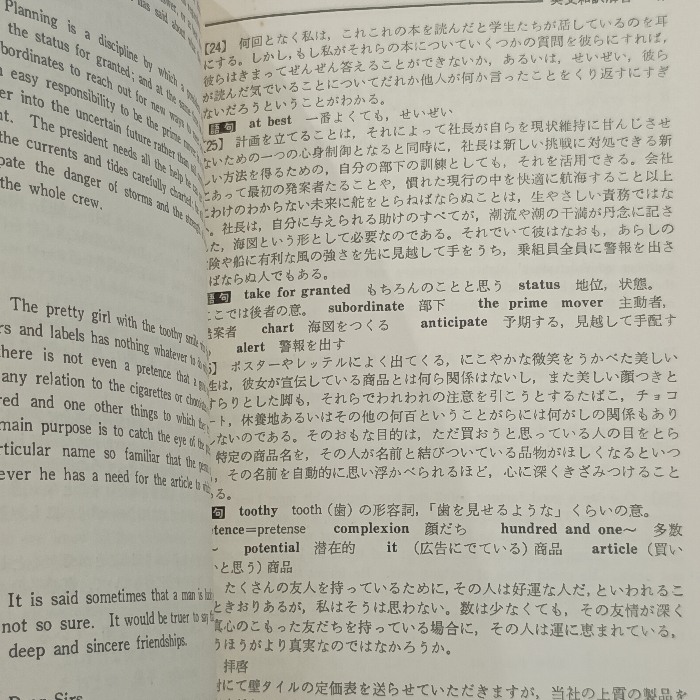 Planning is a discipline by which a
the status for granted; and at the same
bordinates to reach out for new ways
easy responsibility to be the prime
er into the uncertain future rather than
t. The president needs all the help he
the currents and tides carefully charted
pate the danger of storms and the
the whole crew.
The pretty girl with the toothy smile
rs and labels has nothing whatever to do
there is not even a pretence that a
any relation to the cigarettes or
red and one other things to which the
main purpose is to catch the eye of the
rticular name so familiar that the
ever he has a need for the article to
It is said sometimes that a man is
not so sure. It would be truer to say
deep and sincere friendships.
[24] 何回となく私は，これこれの本を読んだと学生たちが話しているのを耳
にする。しかし，もし私がそれらの本についていくつかの質問を彼らにすれば，
彼らはきまってぜんぜん答えることができないか，あるいは，せいぜい，彼ら
が読んだ気でいることについてだれか他人が何か言ったことをくり返すにすぎ
ないだろうということがわかる。
語句 at best 一番よくても，せいぜい
25] 計画を立てることは，それによって社長が自らを現状維持に甘んじさせ
ないための一つの心身制御となると同時に，社長は新しい挑戦に対処できる新
しい方法を得るための，自分の部下の訓練としても，それを活用できる。会社
にあって最初の発案者たることや，慣れた現行の中を快適に航海すること以上
にわけのわからない未来に舵をとらねばならぬことは，生やさしい責務ではな
。社長は，自分に与えられる助けのすべてが，潮流や潮の干満が丹念に記さ
た，海図という形として必要なのである。それでいて彼はなおも，あらしの
険や船に有利な風の強さを先に見越して手をうち，乗組員全員に警報を出さ
ばならぬ人でもある。
語句 take for granted もちろんのことと思う status 地位，状態。
ここでは後者の意。 subordinate 部下 the prime mover 主動者，
発案者 chart 海図をつくる anticipate 予期する，見越して手配す
alert 警報を出す
] ポスターやレッテルによく出てくる，にこやかな微笑をうかべた美しい
性は，彼女が宣伝している商品とは何ら関係はないし，また美しい顔つきと
すらりとした脚も，それらでわれわれの注意を引こうとするたばこ，チョコ
ート，休養地あるいはその他の何百ということがらには何がしの関係もあり
しないのである。そのおもな目的は，ただ買おうと思っている人の目をとら
特定の商品名を，その人が名前と結びついている品物がほしくなるといつ
，その名前を自動的に思い浮かべられるほど，心に深くきざみつけること
る。
句 toothy tooth（歯）の形容詞，「歯を見せるような」くらいの意。
tence=pretense complexion 顔だち hundred and one～ 多数
～ potential 潜在的 it （広告にでている）商品 article （買い
いと思う）商品
たくさんの友人を持っているために，その人は好運な人だ，といわれるこ
ときおりあるが，私はそうは思わない。数は少なくても，その友情が深く
真心のこもった友だちを持っている場合に，その人は運に恵まれている，
うほうがより真実なのではなかろうか。
拝啓
にて壁タイルの定価表を送らせていただきますが，当社の上質の製品を